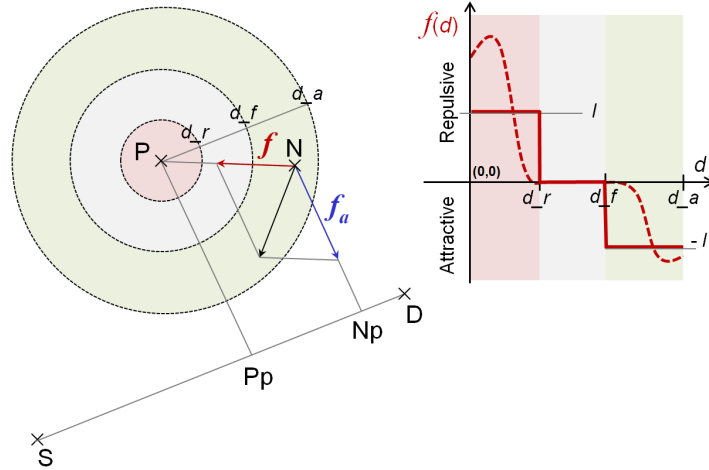 d_a
d_f
d_r
P
N
f
f_a
Np
D
Pp
S
f(d)
Repulsive
Attractive
I
d
(0,0)
d_r
d_f
d_a
- I